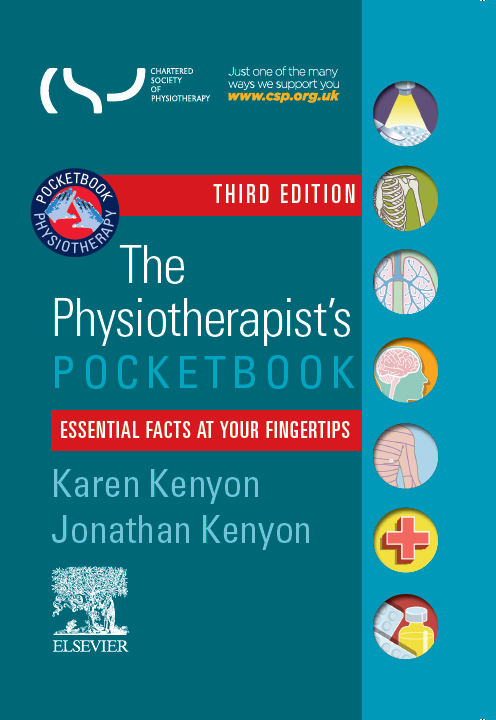 CHARTERED
SOCIETY
OF
PHYSIOTHERAPY
Just one of the many
ways we support you
www.csp.org.uk
POCKETBOOK
PHYSIOTHERAPY
THIRD EDITION
The
Physiotherapist's
POCKETBOOK
ESSENTIAL FACTS AT YOUR FINGERTIPS
Karen Kenyon
Jonathan Kenyon
ELSEVIER